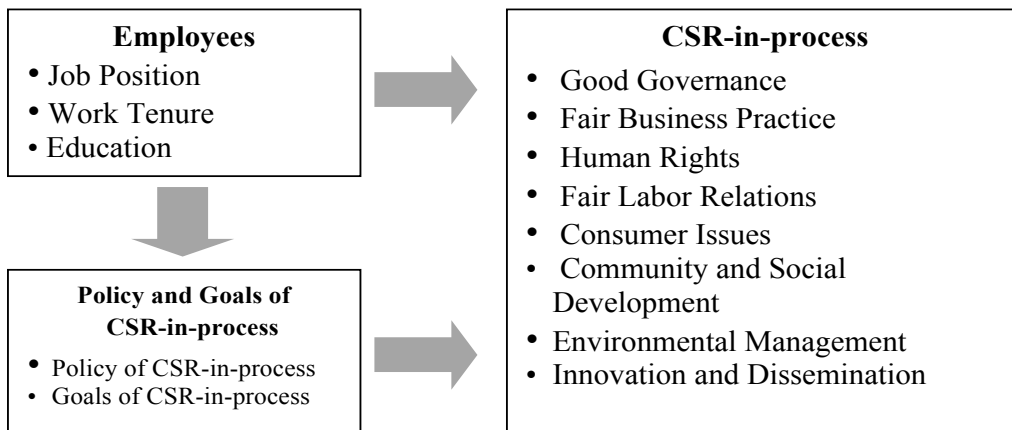 Employees
• Job Position
• Work Tenure
• Education
Policy and Goals of
CSR-in-process
• Policy of CSR-in-process
• Goals of CSR-in-process
CSR-in-process
• Good Governance
• Fair Business Practice
• Human Rights
• Fair Labor Relations
• Consumer Issues
• Community and Social
Development
• Environmental Management
• Innovation and Dissemination